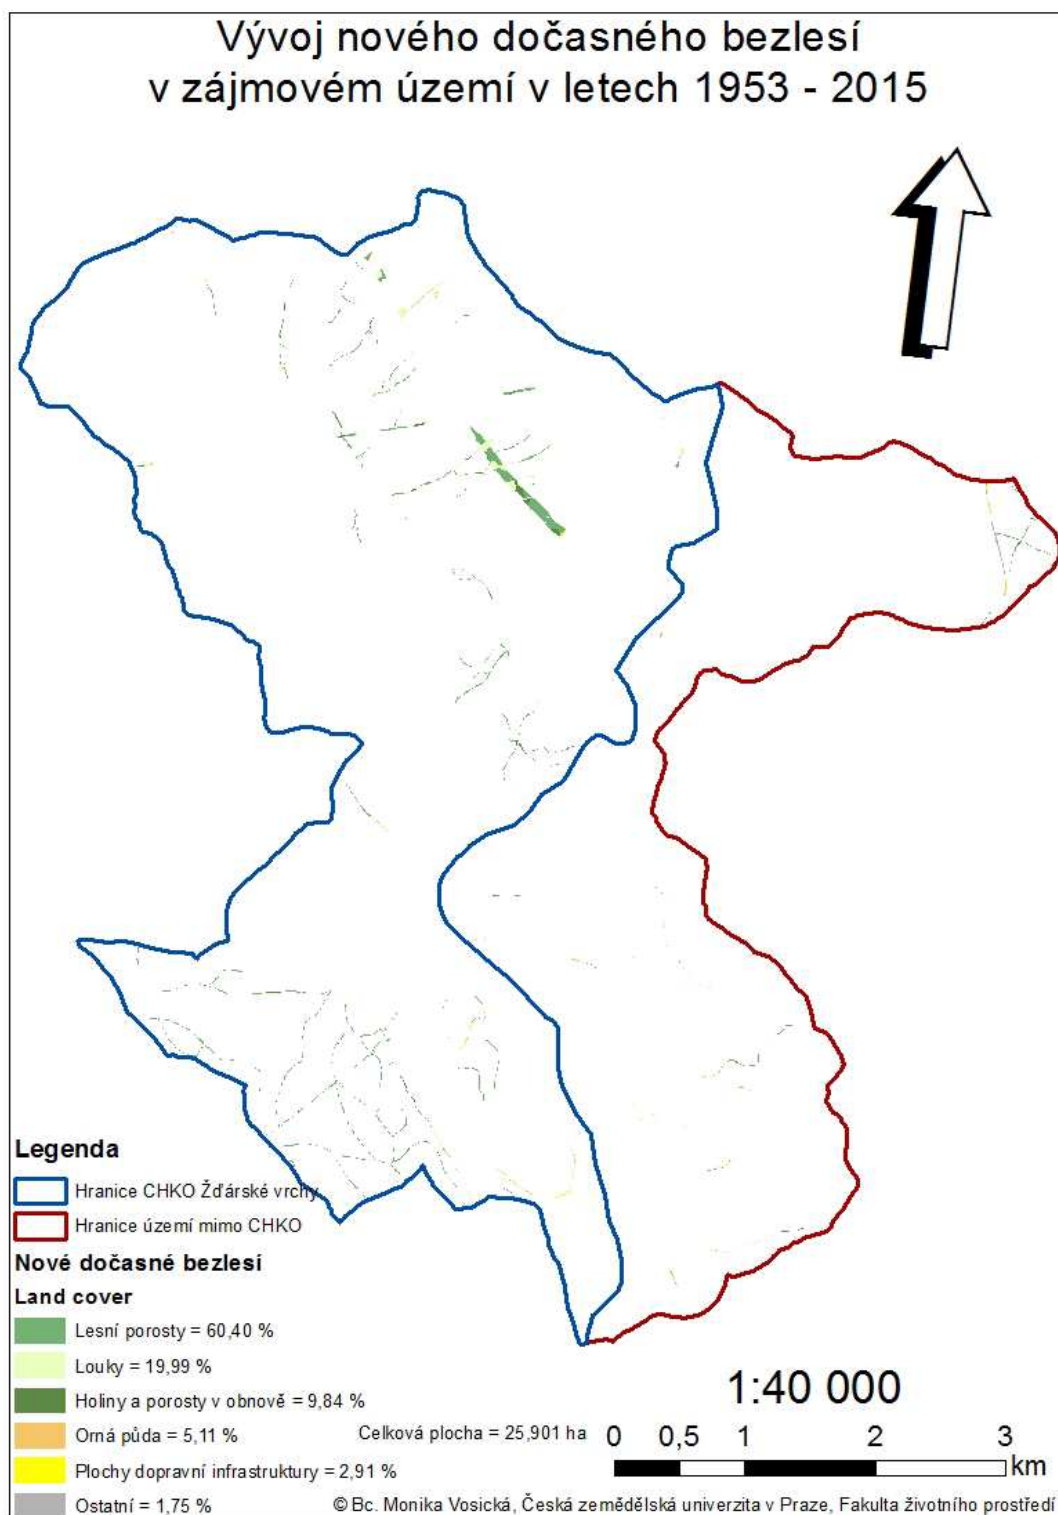 Vývoj nového dočasného bezlesí
v zájmovém území v letech 1953 - 2015
Legenda
Hranice CHKO Žďárské vrchy
Hranice území mimo CHKO
Nové dočasné bezlesí
Land cover
Lesní porosty = 60,40 %
Louky = 19,99 %
Holiny a porosty v obnově = 9,84 %
Orná půda = 5,11 %
Plochy dopravní infrastruktury = 2,91 %
Ostatní = 1,75 %
Celková plocha = 25,901 ha
1:40 000
0 0,5 1 2 3
km
© Bc. Monika Vosická, Česká zemědělská univerzita v Praze, Fakulta životního prostředí